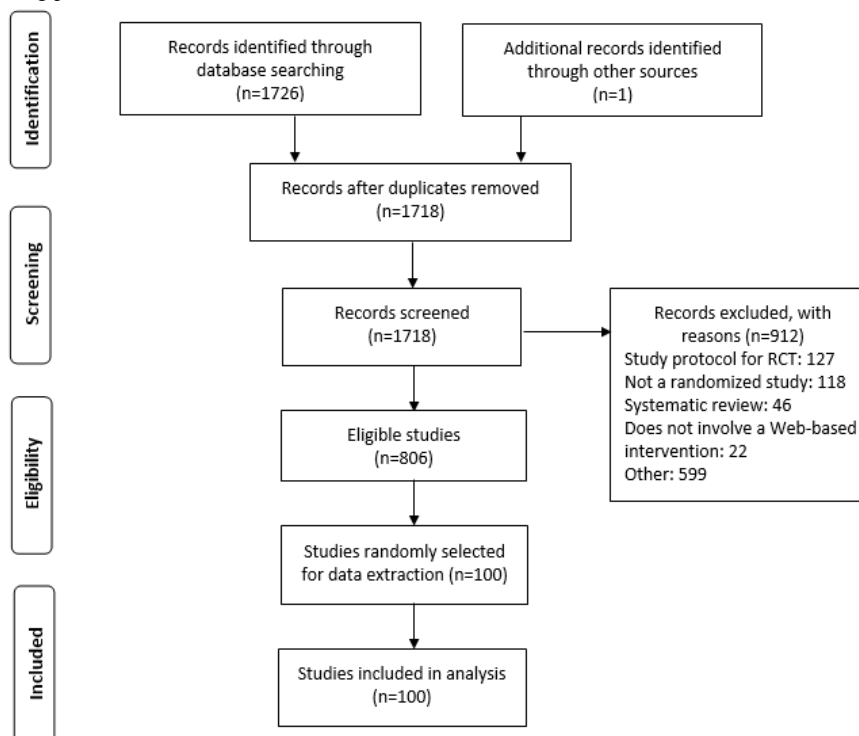 Identification
Records identified through
database searching
(n=1726)
Additional records identified
through other sources
(n=1)
Records after duplicates removed
(n=1718)
Screening
Records screened
(n=1718)
Records excluded, with
reasons (n=912)
Study protocol for RCT: 127
Not a randomized study: 118
Systematic review: 46
Does not involve a Web-based
intervention: 22
Other: 599
Eligibility
Eligible studies
(n=806)
Studies randomly selected
for data extraction (n=100)
Included
Studies included in analysis
(n=100)